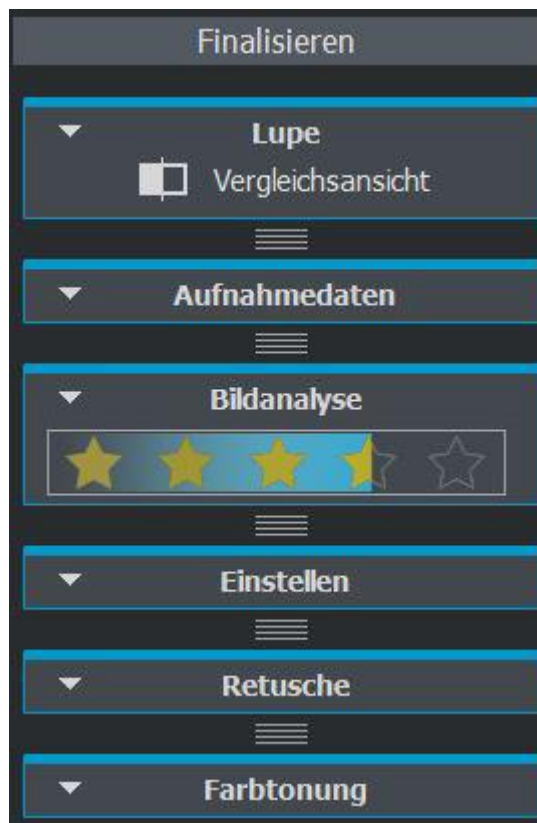 Finalisieren
Lupe
Vergleichsansicht
Aufnahmedaten
Bildanalyse
Einstellen
Retusche
Farbtonung